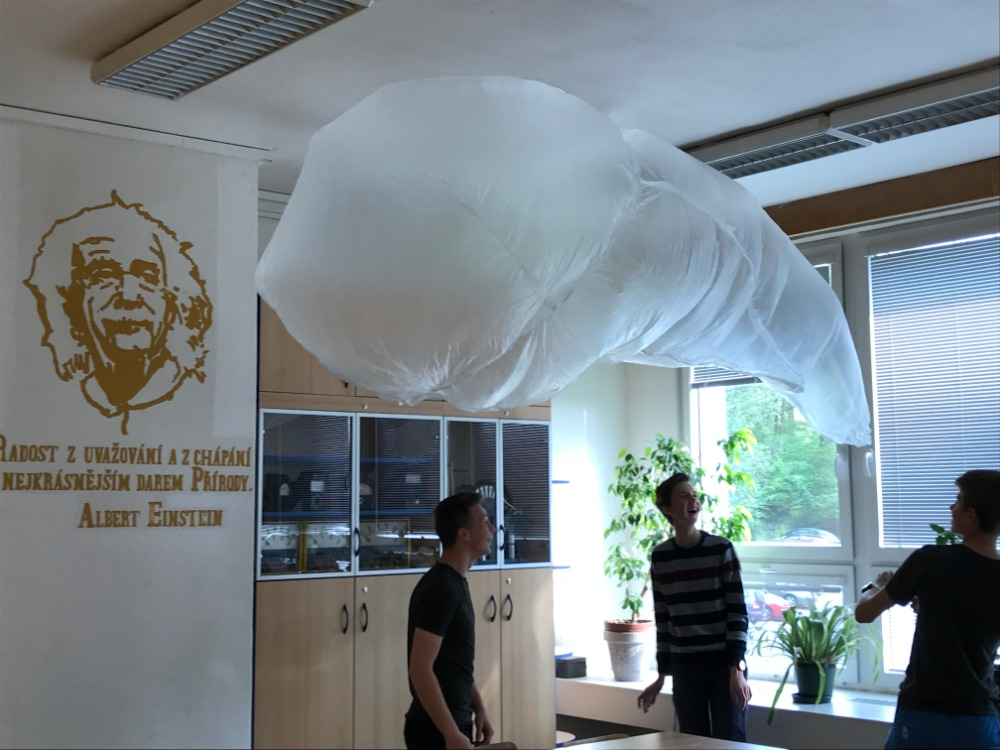 RADOST Z UVAŽOVÁNÍ A Z CHÁPÁNÍ
NEJKRÁSNĚJŠÍM DAREM PŘÍRODY.
ALBERT EINSTEIN